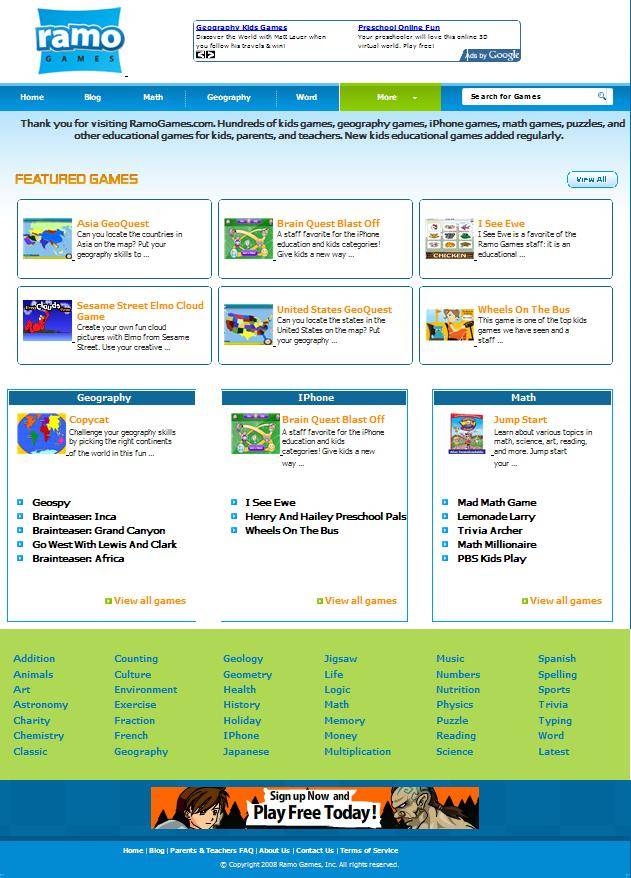 ramo
GAMES
Geography Kids Games
Discover the World with Matt Lauer when
you follow his travels & win!
Preschool Online Fun
Your preschooler will love this online 3D
virtual world. Play free!
Ads by Google
Home Blog Math Geography Word More Search for Games
Thank you for visiting RamoGames.com. Hundreds of kids games, geography games, iPhone games, math games, puzzles, and
other educational games for kids, parents, and teachers. New kids educational games added regularly.
FEATURED GAMES
View All
Asia GeoQuest
Can you locate the countries in
Asia on the map? Put your
geography skills to ...
Brain Quest Blast Off
A staff favorite for the iPhone
education and kids categories!
Give kids a new way ...
CHICKEN
I See Ewe
I See Ewe is a favorite of the
Ramo Games staff: it is an
educational ...
Elmo Clouds
Sesame Street Elmo Cloud
Game
Create your own fun cloud
pictures with Elmo from Sesame
Street. Use your creative ...
United States GeoQuest
Can you locate the states in the
United States on the map? Put
your geography ...
Wheels On The Bus
This game is one of the top kids
games we have seen and a
staff ...
Geography
Copycat
Challenge your geography skills
by picking the right continents
of the world in this fun ...
Geospy
Brainteaser: Inca
Brainteaser: Grand Canyon
Go West With Lewis And Clark
Brainteaser: Africa
View all games
IPhone
Brain Quest Blast Off
A staff favorite for the iPhone
education and kids
categories! Give kids a new
way ...
I See Ewe
Henry And Hailey Preschool Pals
Wheels On The Bus
View all games
Math
Jump Start
Learn about various topics in
math, science, art, reading,
and more. Jump start
your ...
Mad Math Game
Lemonade Larry
Trivia Archer
Math Millionaire
PBS Kids Play
View all games
Addition Counting Geology Jigsaw Music Spanish
Animals Culture Geometry Life Numbers Spelling
Art Environment Health Logic Nutrition Sports
Astronomy Exercise History Math Physics Trivia
Charity Fraction Holiday Memory Puzzle Typing
Chemistry French IPhone Money Reading Word
Classic Geography Japanese Multiplication Science Latest
Sign up Now and
Play Free Today!
Home | Blog | Parents & Teachers FAQ | About Us | Contact Us | Terms of Service
© Copyright 2008 Ramo Games, Inc. All rights reserved.